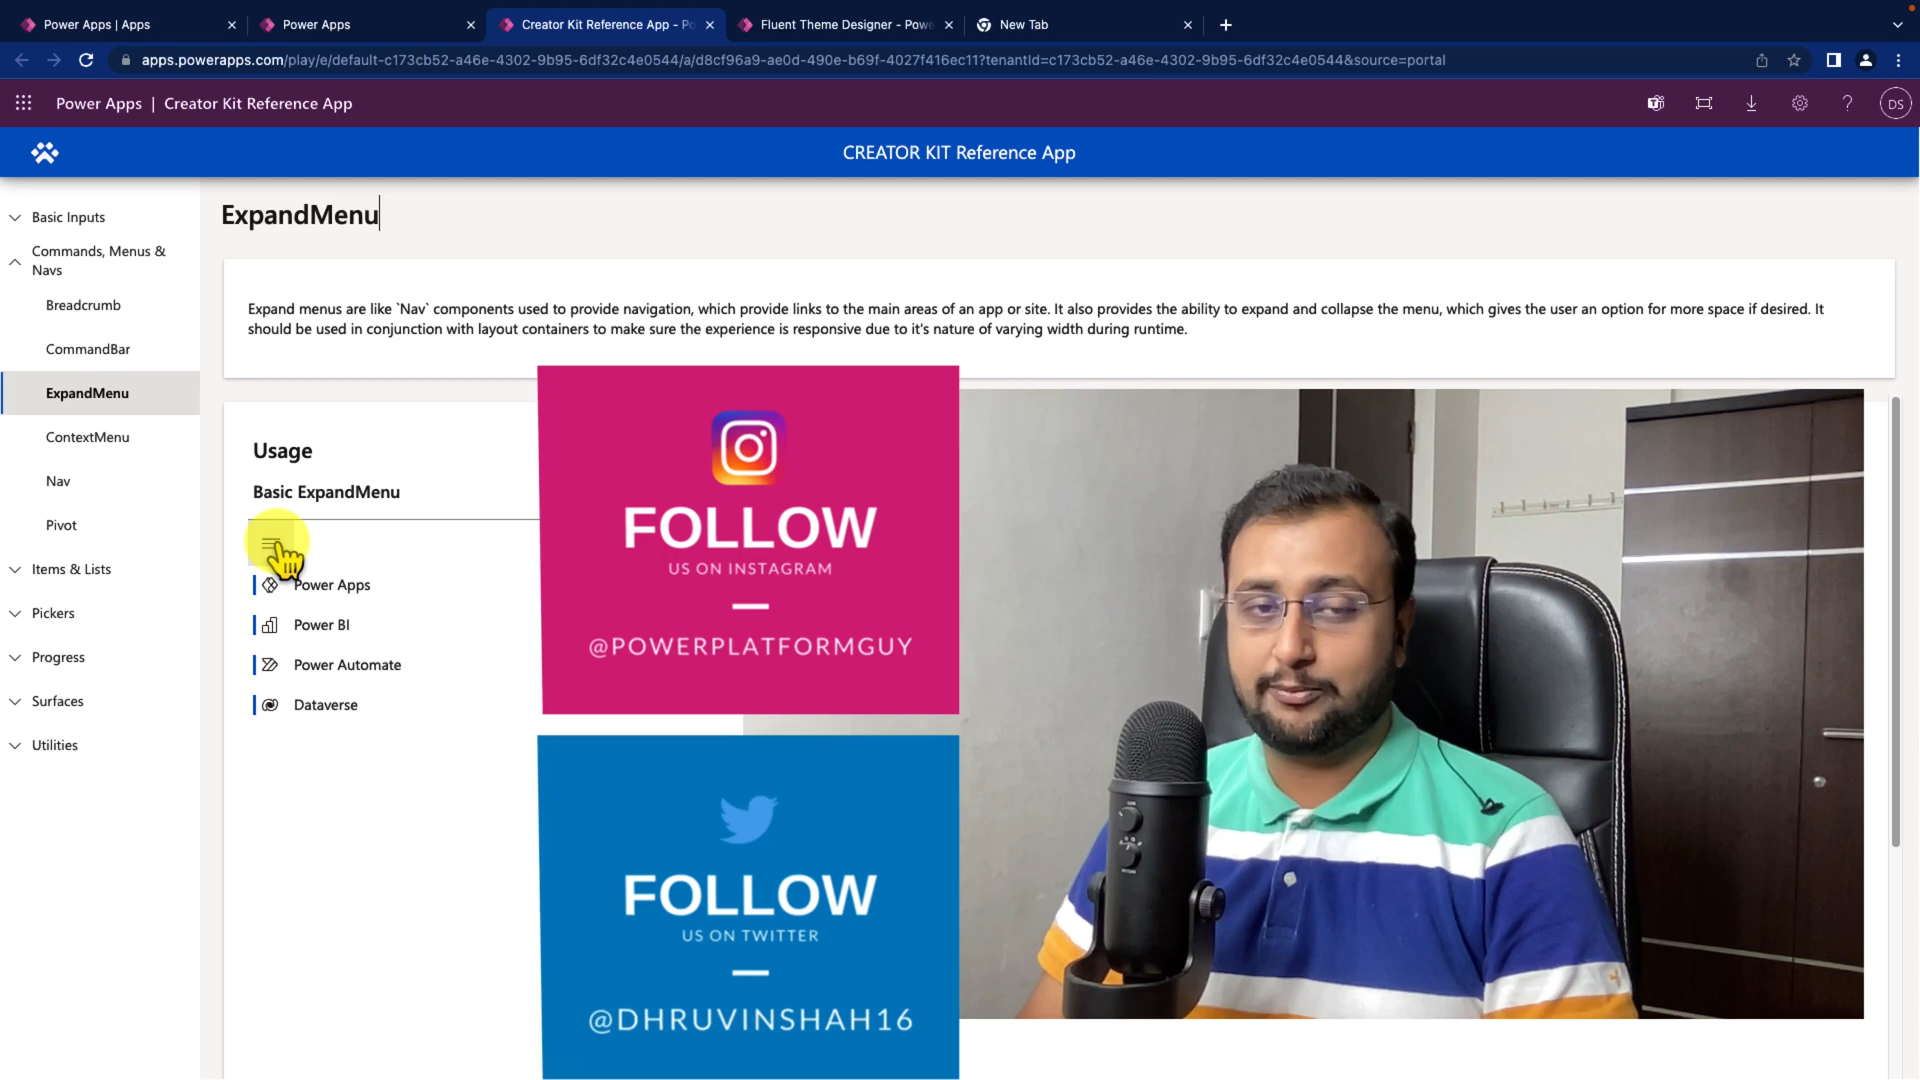 Power Apps | Apps
Power Apps
Creator Kit Reference App - Po
Fluent Theme Designer - Powe
New Tab
apps.powerapps.com/play/e/default-c173cb52-a46e-4302-9b95-6df32c4e0544/a/d8cf96a9-ae0d-490e-b69f-4027f416ec11?tenantId=c173cb52-a46e-4302-9b95-6df32c4e0544&source=portal
Power Apps | Creator Kit Reference App
DS
CREATOR KIT Reference App
Basic Inputs
Commands, Menus &
Navs
Breadcrumb
CommandBar
ExpandMenu
ContextMenu
Nav
Pivot
Items & Lists
Pickers
Progress
Surfaces
Utilities
ExpandMenu
Expand menus are like `Nav` components used to provide navigation, which provide links to the main areas of an app or site. It also provides the ability to expand and collapse the menu, which gives the user an option for more space if desired. It
should be used in conjunction with layout containers to make sure the experience is responsive due to it's nature of varying width during runtime.
Usage
Basic ExpandMenu
Power Apps
Power BI
Power Automate
Dataverse
FOLLOW
US ON INSTAGRAM
@POWERPLATFORMGUY
FOLLOW
US ON TWITTER
@DHRUVINSHAH16